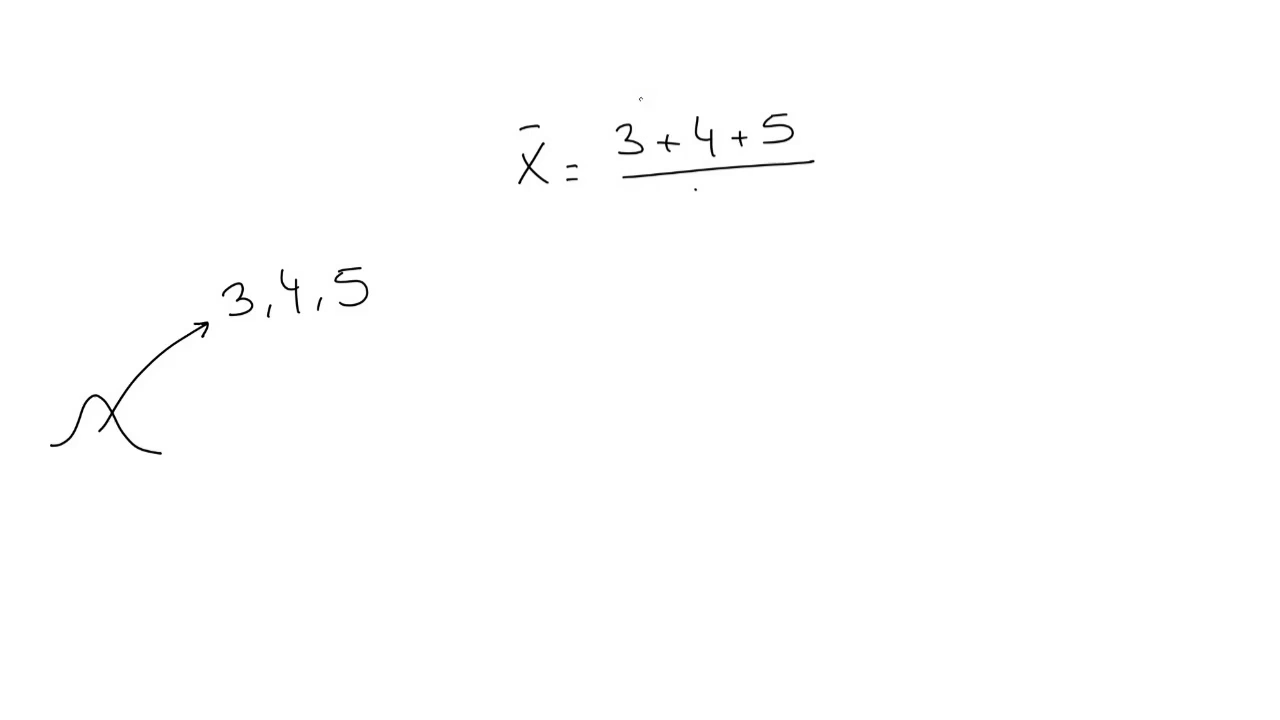 x̄ = 3 + 4 + 5
3, 4, 5